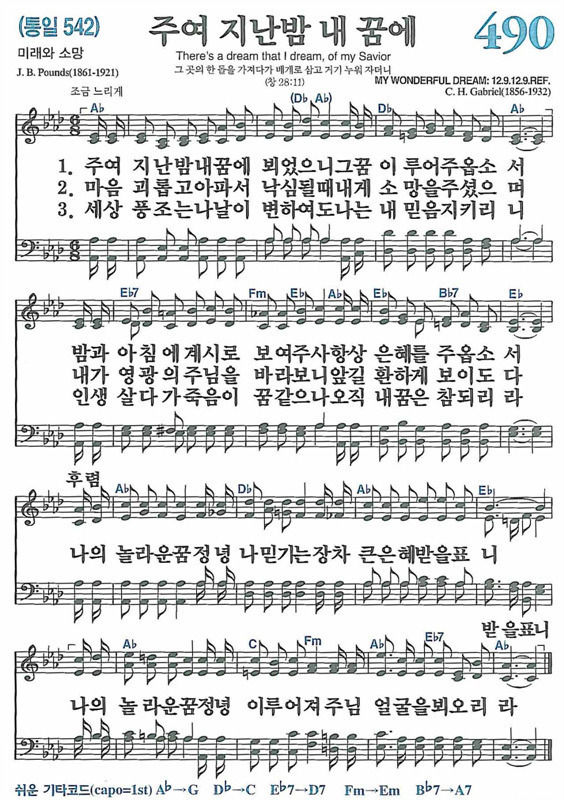 (통일 542)
주여 지난밤 내 꿈에
490
미래와 소망
There's a dream that I dream, of my Savior
J. B. Pounds(1861-1921)
그 곳의 한 돌을 가져다가 베개로 삼고 거기 누워 자더니
(창 28:11)
MY WONDERFUL DREAM: 12.9.12.9.REF.
C. H. Gabriel(1856-1932)
조금 느리게
A♭ (D♭ A♭) D♭ A♭
1. 주여 지난밤내꿈에 뵈었으니그꿈 이 루어주옵소 서
2. 마음 괴롭고아파서 낙심될때내게 소 망을주셨으 며
3. 세상 풍조는나날이 변하여도나는 내 믿음지키리 니
E♭7 Fm E♭ A♭ E♭ B♭7 E♭
밤과 아침 에계시로 보여주사항상 은혜를 주옵소 서
내가 영광 의주님을 바라보니앞길 환하게 보이도 다
인생 살다 가죽음이 꿈같으나오직 내꿈은 참되리 라
후렴
A♭ D♭ A♭ E♭
나의 놀라운꿈정녕 나믿기는장차 큰은혜받을표 니
받을표니
A♭ C Fm A♭ E♭7 A♭
나의 놀라운꿈정녕 이루어져주님 얼굴을뵈오리 라
쉬운 기타코드(capo=1st) A♭→G D♭→C E♭7→D7 Fm→Em B♭7→A7